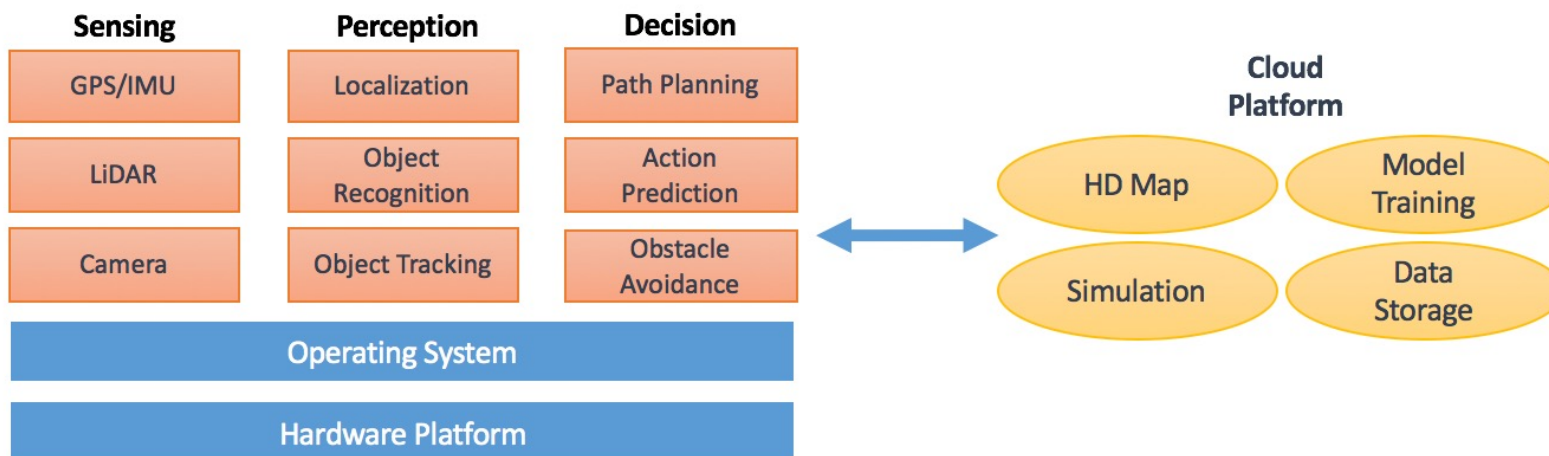 Sensing
Perception
Decision
GPS/IMU
Localization
Path Planning
LiDAR
Object
Recognition
Action
Prediction
Camera
Object Tracking
Obstacle
Avoidance
Operating System
Hardware Platform
Cloud
Platform
HD Map
Model
Training
Simulation
Data
Storage